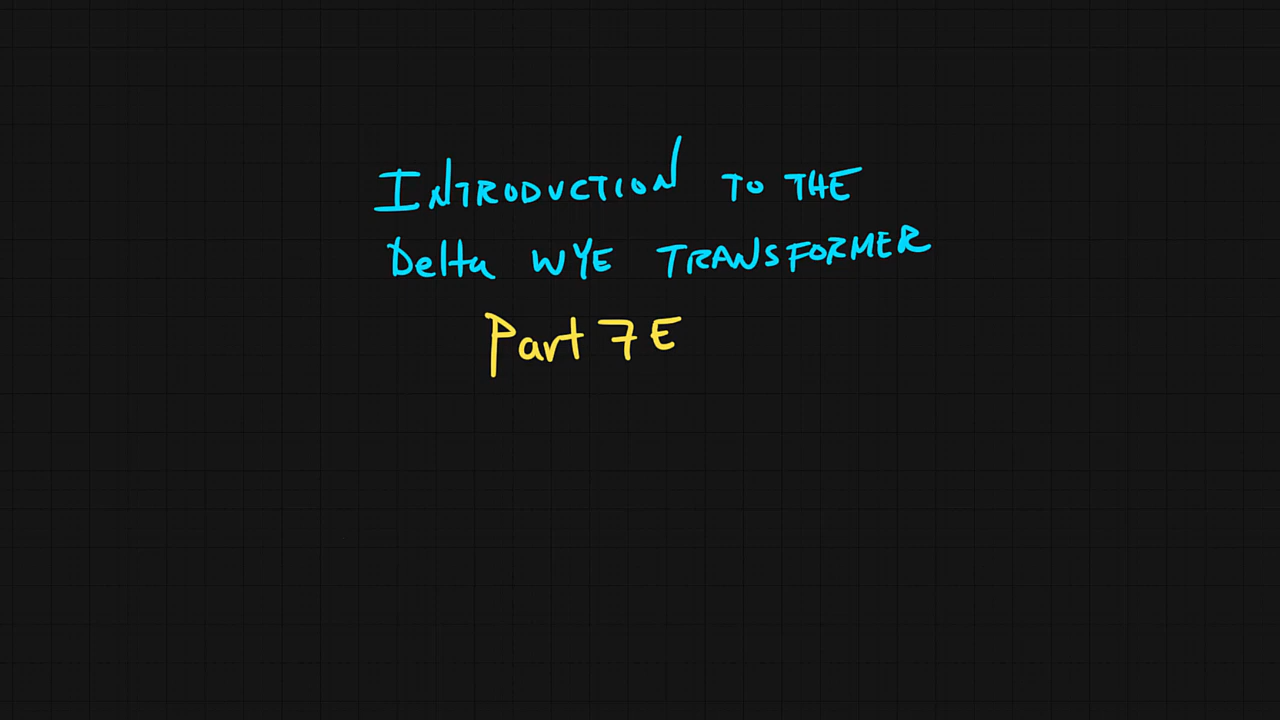 INTRODUCTION TO THE
Delta WYE TRANSFORMER
Part 7E